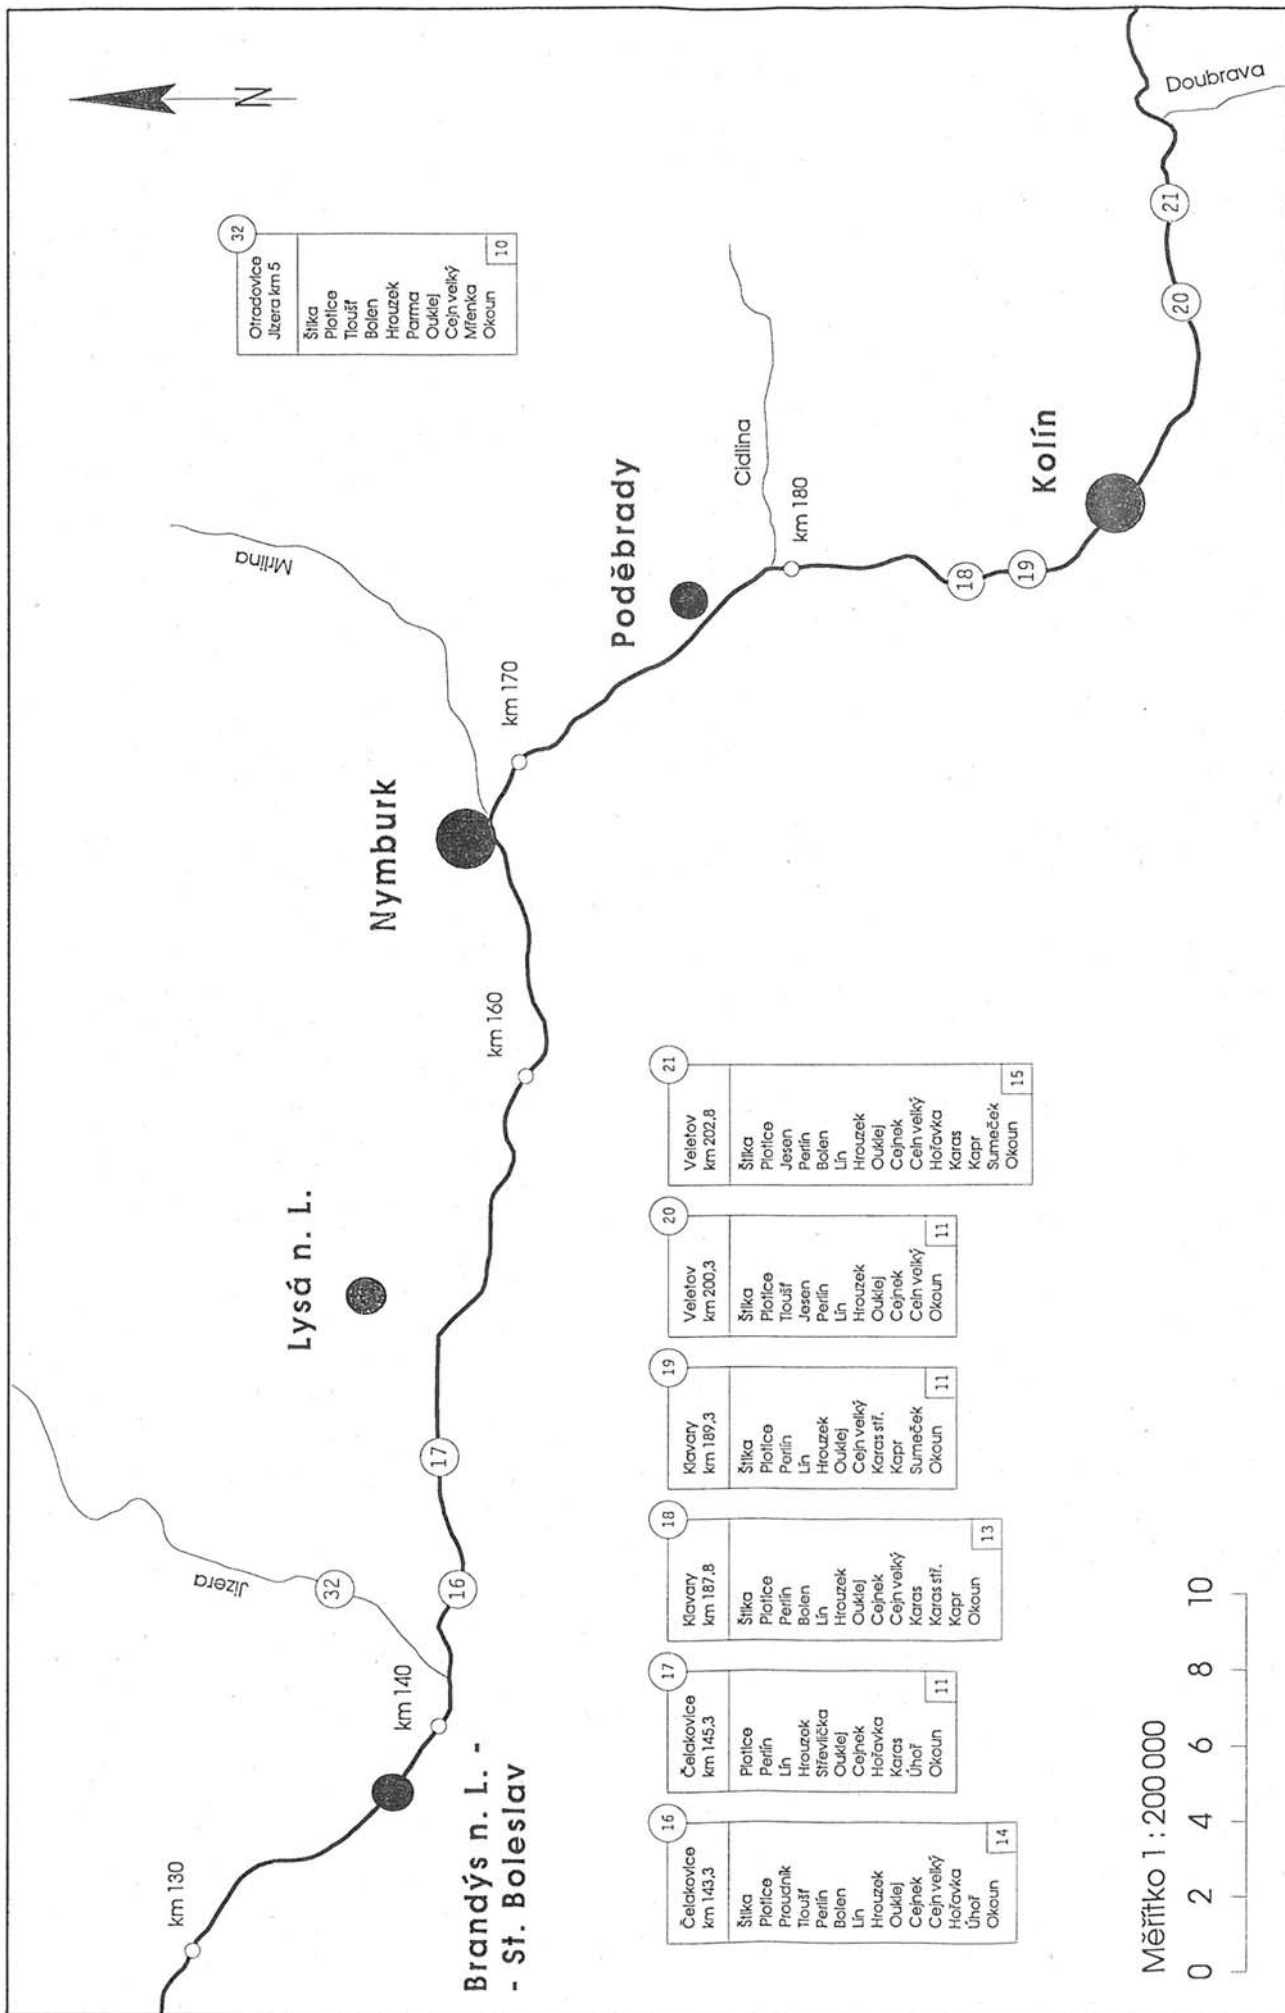 N
Jizera
32
km 130
Brandýs n. L. -
- St. Boleslav
km 140
16
17
Lysá n. L.
km 160
Nymburk
Mrlina
km 170
Poděbrady
Cidlina
km 180
18
19
Kolín
20
21
Doubrava
32
Otradovice
Jizera km 5
Štika
Plotice
Tloušť
Bolen
Hrouzek
Parma
Ouklej
Cejn velký
Mřenka
Okoun
10
16
Čelakovice
km 143,3
Štika
Plotice
Proudník
Tloušť
Perlín
Bolen
Lín
Hrouzek
Ouklej
Cejnek
Cejn velký
Hořavka
Úhoř
Okoun
14
17
Čelakovice
km 145,3
Plotice
Perlín
Lín
Hrouzek
Střevlička
Ouklej
Cejnek
Hořavka
Karas
Úhoř
Okoun
11
18
Klavary
km 187,8
Štika
Plotice
Perlín
Bolen
Lín
Hrouzek
Ouklej
Cejnek
Cejn velký
Karas
Karas stř.
Kapr
Okoun
13
19
Klavary
km 189,3
Štika
Plotice
Perlín
Lín
Hrouzek
Ouklej
Cejn velký
Karas stř.
Kapr
Sumeček
Okoun
11
20
Veletov
km 200,3
Štika
Plotice
Tloušť
Jesen
Perlín
Lín
Hrouzek
Ouklej
Cejnek
Cejn velký
Okoun
11
21
Veletov
km 202,8
Štika
Plotice
Jesen
Perlín
Bolen
Lín
Hrouzek
Ouklej
Cejnek
Cejn velký
Hořavka
Karas
Kapr
Sumeček
Okoun
15
Měřítko 1 : 200 000
0 2 4 6 8 10